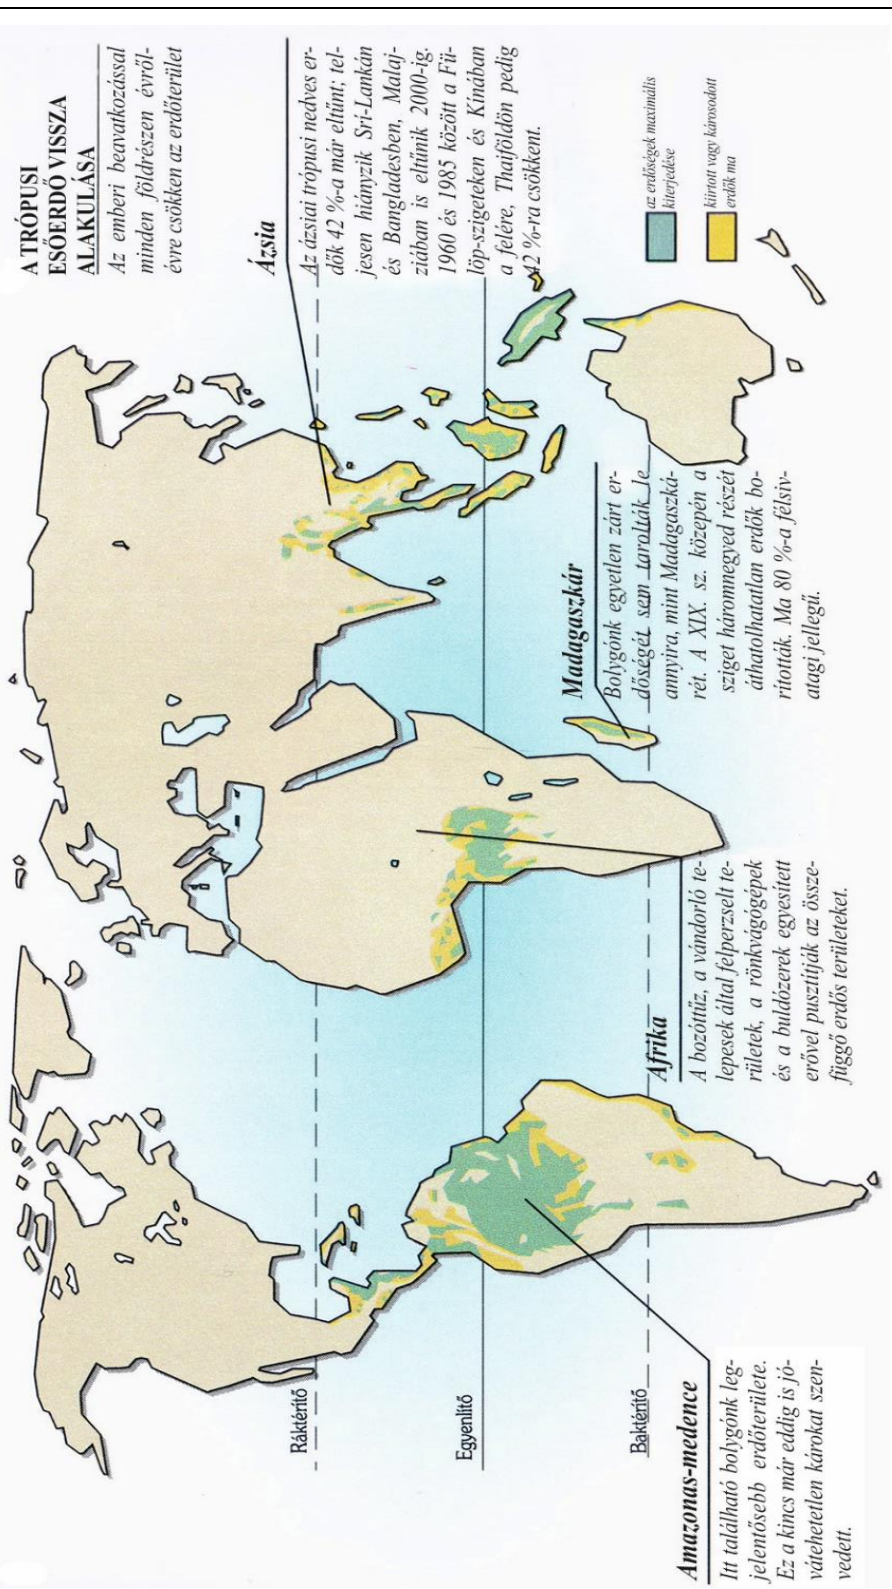 A TRÓPUSI
ESŐERDŐ VISSZA
ALAKULÁSA
Az emberi beavatkozással
minden földrészen évről-
évre csökken az erdőterület
Ázsia
Az ázsiai trópusi nedves er-
dők 42 %-a már eltűnt; tel-
jesen hiányzik Sri-Lankán
és Bangladesben, Malaj-
ziában is eltűnik 2000-ig.
1960 és 1985 között a Fü-
löp-szigeteken és Kínában
a felére, Thaiföldön pedig
42 %-ra csökkent.
az erdőségek maximális
kiterjedése
kiirtott vagy károsodott
erdők ma
Madagaszkár
Bolygónk egyetlen zárt er-
dőségét sem tarolták le
annyira, mint Madagaszká-
rét. A XIX. sz. közepén a
sziget háromnegyed részét
áthatolhatatlan erdők bo-
rították. Ma 80 %-a félsiv-
atagi jellegű.
Afrika
A bozóttűz, a vándorló te-
lepesek által felperzselt te-
rületek, a rönkvágógépek
és a buldózerek egyesített
erővel pusztítják az össze-
függő erdős területeket.
Ráktérítő
Egyenlítő
Baktérítő
Amazonas-medence
Itt található bolygónk leg-
jelentősebb erdőterülete.
Ez a kincs már eddig is jó-
vátehetetlen károkat szen-
vedett.